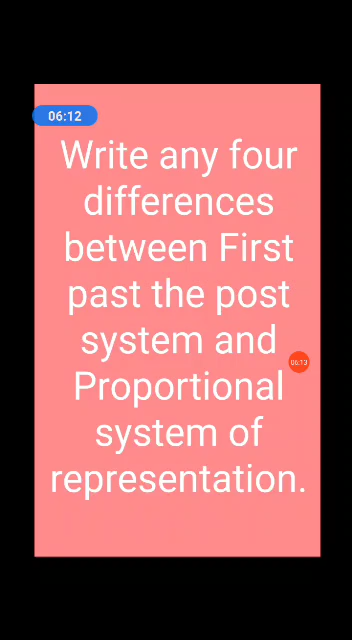 06:12
Write any four
differences
between First
past the post
system and
06:13
Proportional
system of
representation.